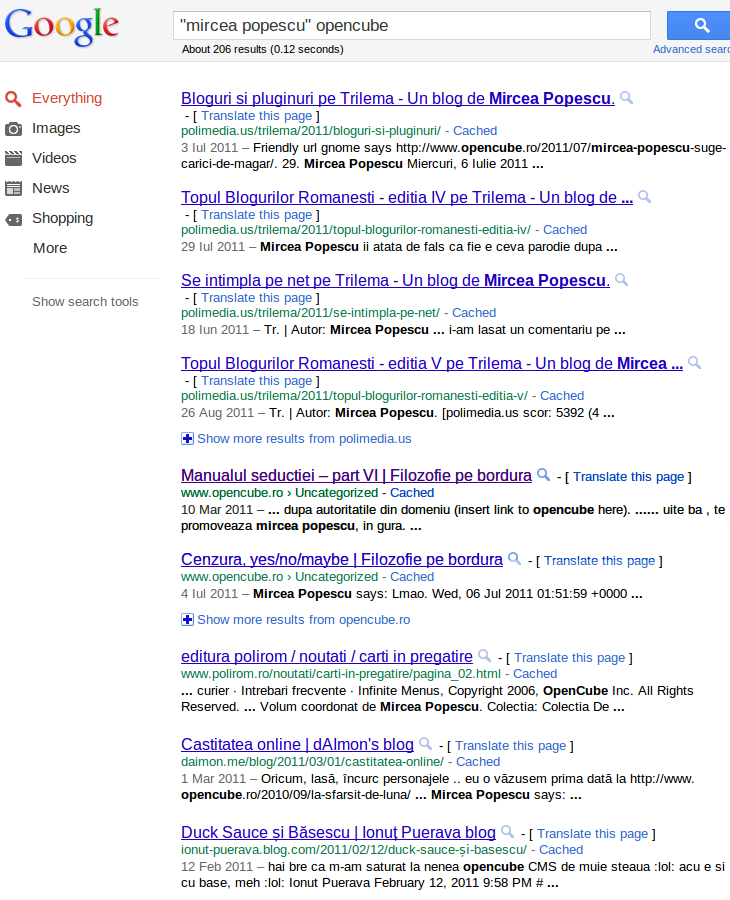 Google
"mircea popescu" opencube
About 206 results (0.12 seconds)
Advanced searc
Everything
Images
Videos
News
Shopping
More
Show search tools
Bloguri si pluginuri pe Trilema - Un blog de Mircea Popescu.
- [ Translate this page ]
polimedia.us/trilema/2011/bloguri-si-pluginuri/ - Cached
3 Iul 2011 – Friendly url gnome says http://www.opencube.ro/2011/07/mircea-popescu-suge-
carici-de-magar/. 29. Mircea Popescu Miercuri, 6 Iulie 2011 ...
Topul Blogurilor Romanesti - editia IV pe Trilema - Un blog de ...
- [ Translate this page ]
polimedia.us/trilema/2011/topul-blogurilor-romanesti-editia-iv/ - Cached
29 Iul 2011 – Mircea Popescu ii atata de fals ca fie e ceva parodie dupa ...
Se intimpla pe net pe Trilema - Un blog de Mircea Popescu.
- [ Translate this page ]
polimedia.us/trilema/2011/se-intimpla-pe-net/ - Cached
18 Iun 2011 – Tr. | Autor: Mircea Popescu ... i-am lasat un comentariu pe ...
Topul Blogurilor Romanesti - editia V pe Trilema - Un blog de Mircea ...
- [ Translate this page ]
polimedia.us/trilema/2011/topul-blogurilor-romanesti-editia-v/ - Cached
26 Aug 2011 – Tr. | Autor: Mircea Popescu. [polimedia.us scor: 5392 (4 ...
Show more results from polimedia.us
Manualul seductiei – part VI | Filozofie pe bordura - [ Translate this page ]
www.opencube.ro › Uncategorized - Cached
10 Mar 2011 – ... dupa autoritatile din domeniu (insert link to opencube here). ...... uite ba , te
promoveaza mircea popescu, in gura. ...
Cenzura, yes/no/maybe | Filozofie pe bordura - [ Translate this page ]
www.opencube.ro › Uncategorized - Cached
4 Iul 2011 – Mircea Popescu says: Lmao. Wed, 06 Jul 2011 01:51:59 +0000 ...
Show more results from opencube.ro
editura polirom / noutati / carti in pregatire - [ Translate this page ]
www.polirom.ro/noutati/carti-in-pregatire/pagina_02.html - Cached
... curier · Intrebari frecvente · Infinite Menus, Copyright 2006, OpenCube Inc. All Rights
Reserved. ... Volum coordonat de Mircea Popescu. Colectia: Colectia De ...
Castitatea online | dAImon's blog - [ Translate this page ]
daimon.me/blog/2011/03/01/castitatea-online/ - Cached
1 Mar 2011 – Oricum, lasă, încurc personajele .. eu o văzusem prima dată la http://www.
opencube.ro/2010/09/la-sfarsit-de-luna/ ... Mircea Popescu says: ...
Duck Sauce și Băsescu | Ionuț Puerava blog - [ Translate this page ]
ionut-puerava.blog.com/2011/02/12/duck-sauce-și-basescu/ - Cached
12 Feb 2011 – hai bre ca m-am saturat la nenea opencube CMS de muie steaua :lol: acu e si
cu base, meh :lol: Ionut Puerava February 12, 2011 9:58 PM # ...